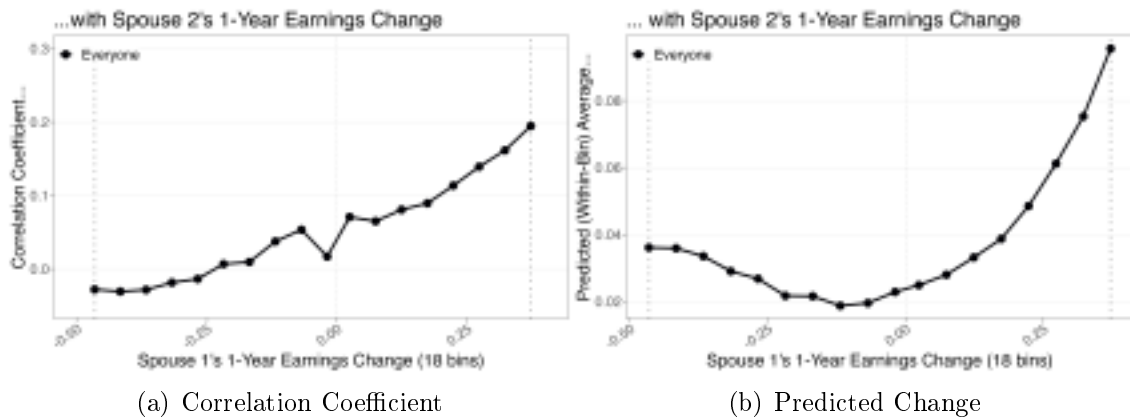 ...with Spouse 2's 1-Year Earnings Change
Correlation Coefficient...
0.3
0.2
0.1
0.0
Everyone
-0.50
-0.25
0.00
0.25
Spouse 1's 1-Year Earnings Change (18 bins)
(a) Correlation Coefficient
... with Spouse 2's 1-Year Earnings Change
Predicted (Within-Bin) Average...
0.08
0.06
0.04
0.02
Everyone
-0.50
-0.25
0.00
0.25
Spouse 1's 1-Year Earnings Change (18 bins)
(b) Predicted Change